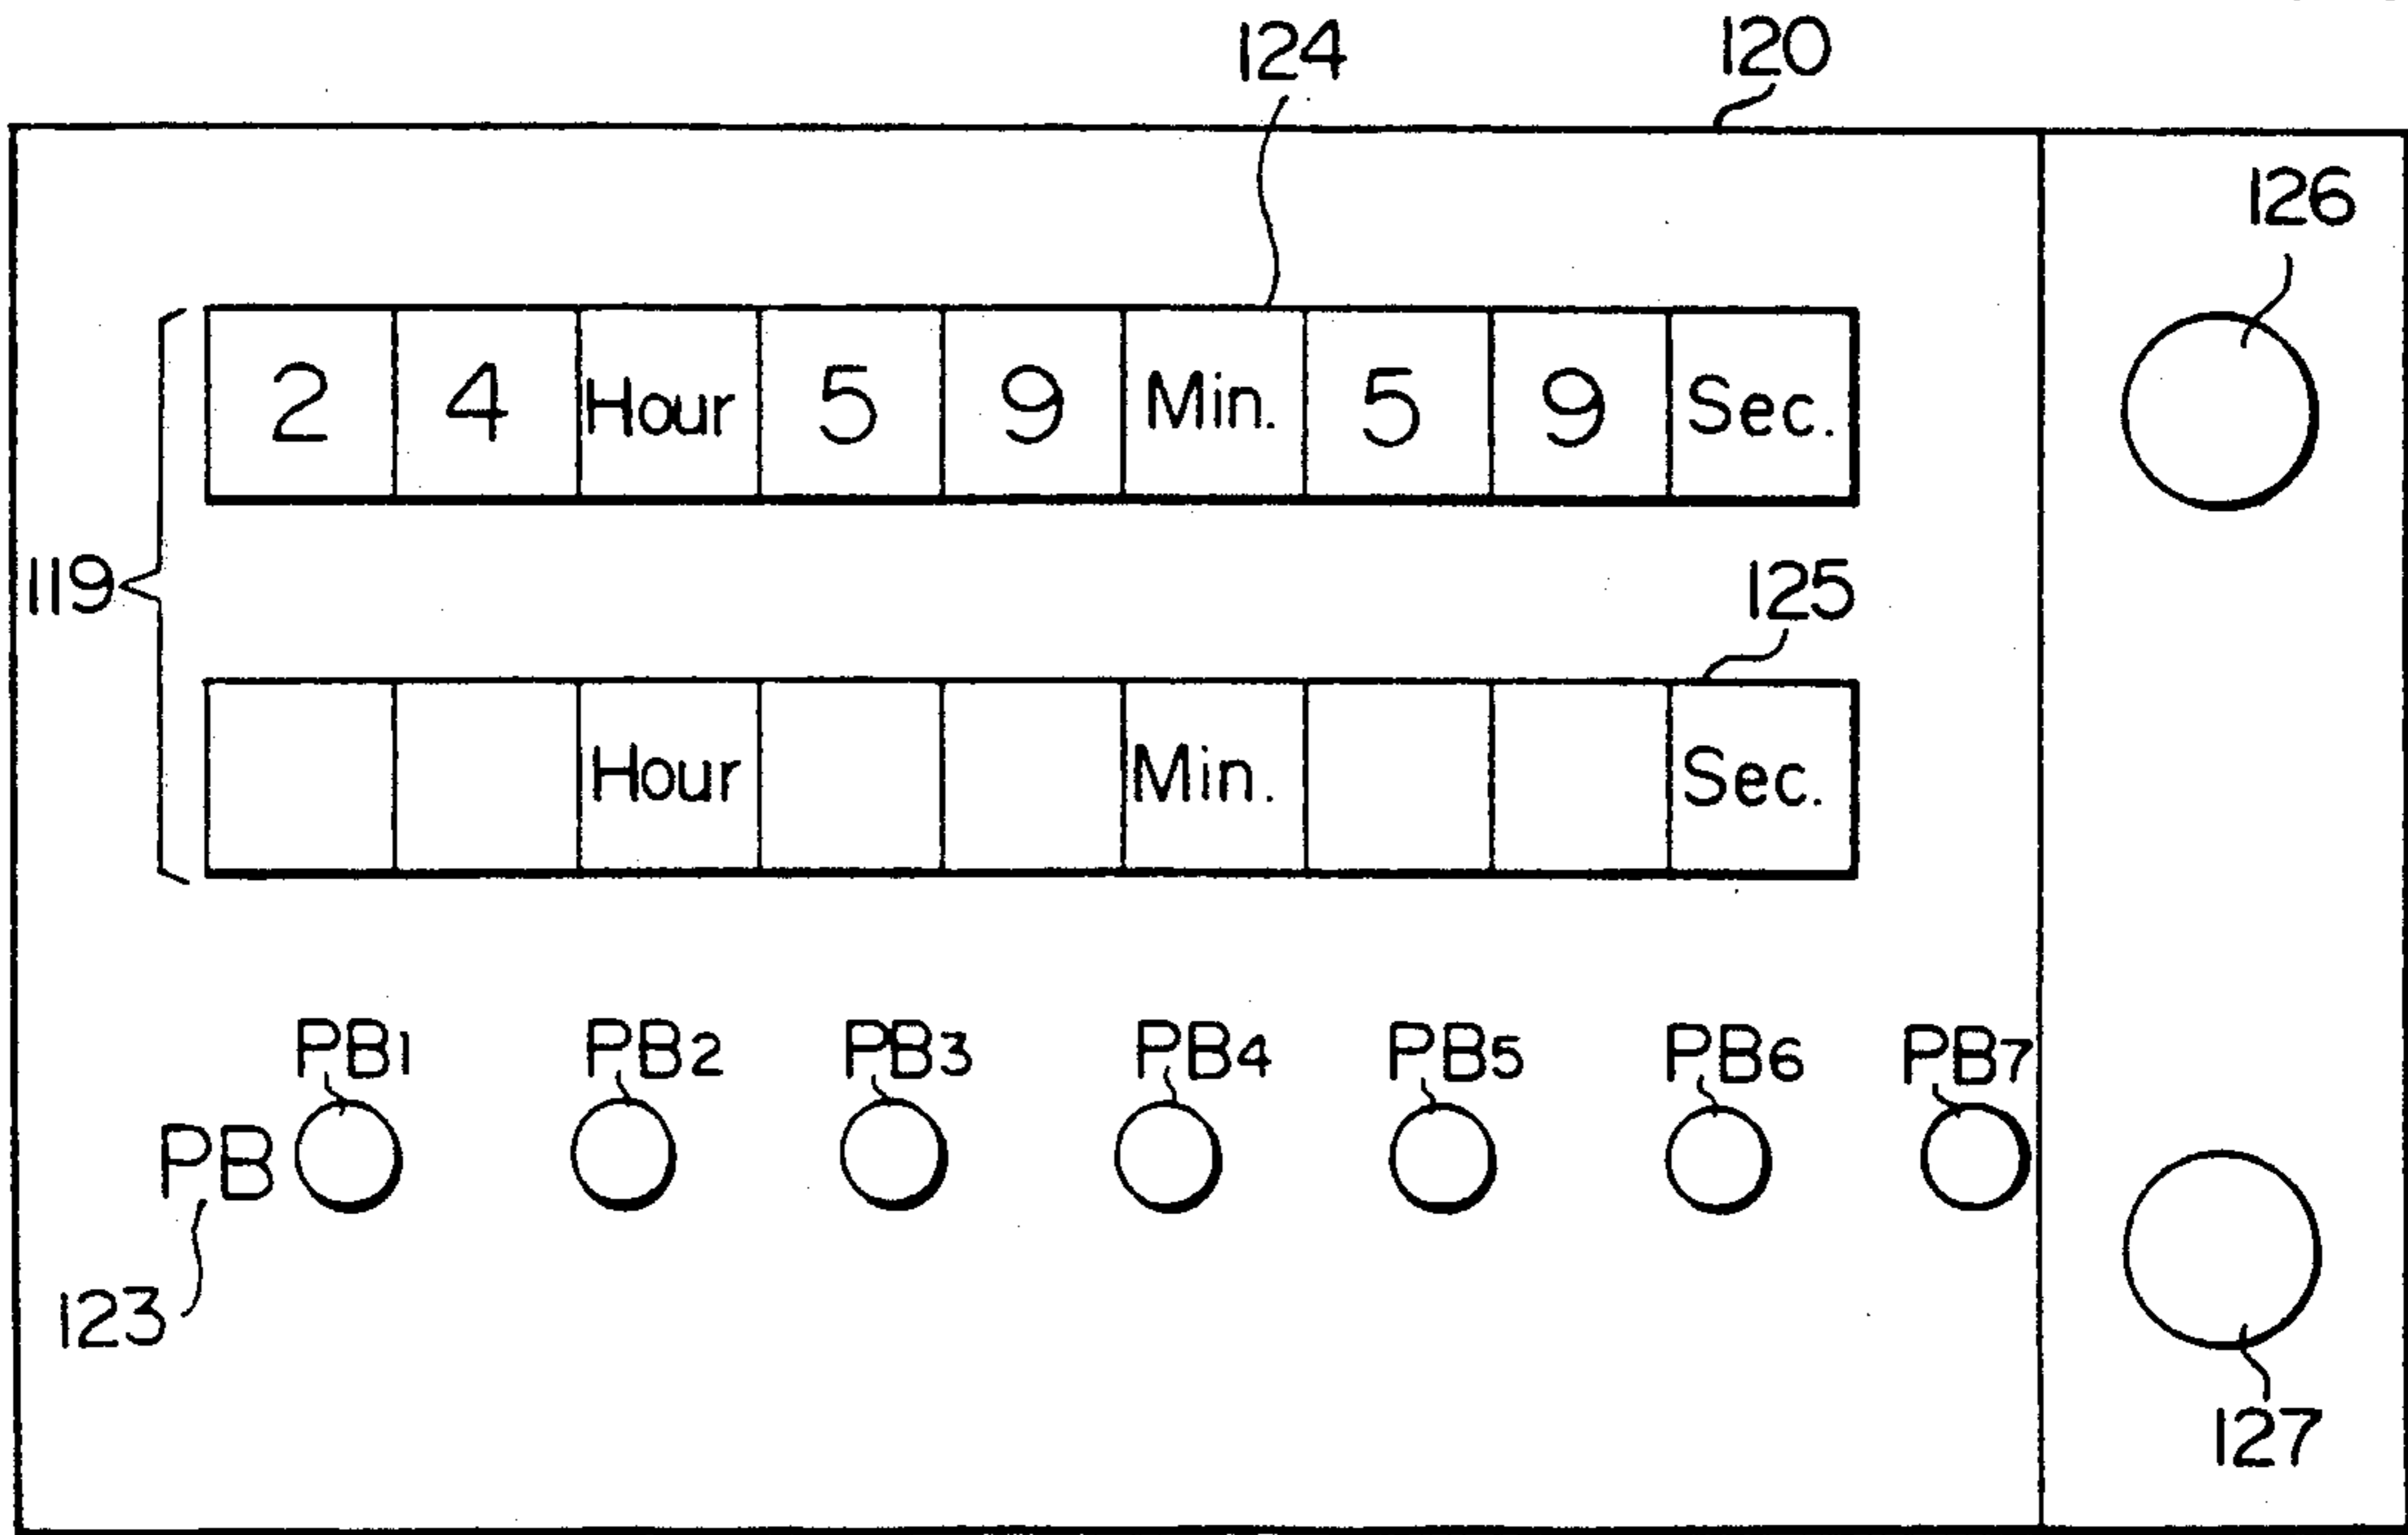 124 120
126
2 4 Hour 5 9 Min. 5 9 Sec.
119
125
Hour Min. Sec.
PB1 PB2 PB3 PB4 PB5 PB6 PB7
PB
123
127